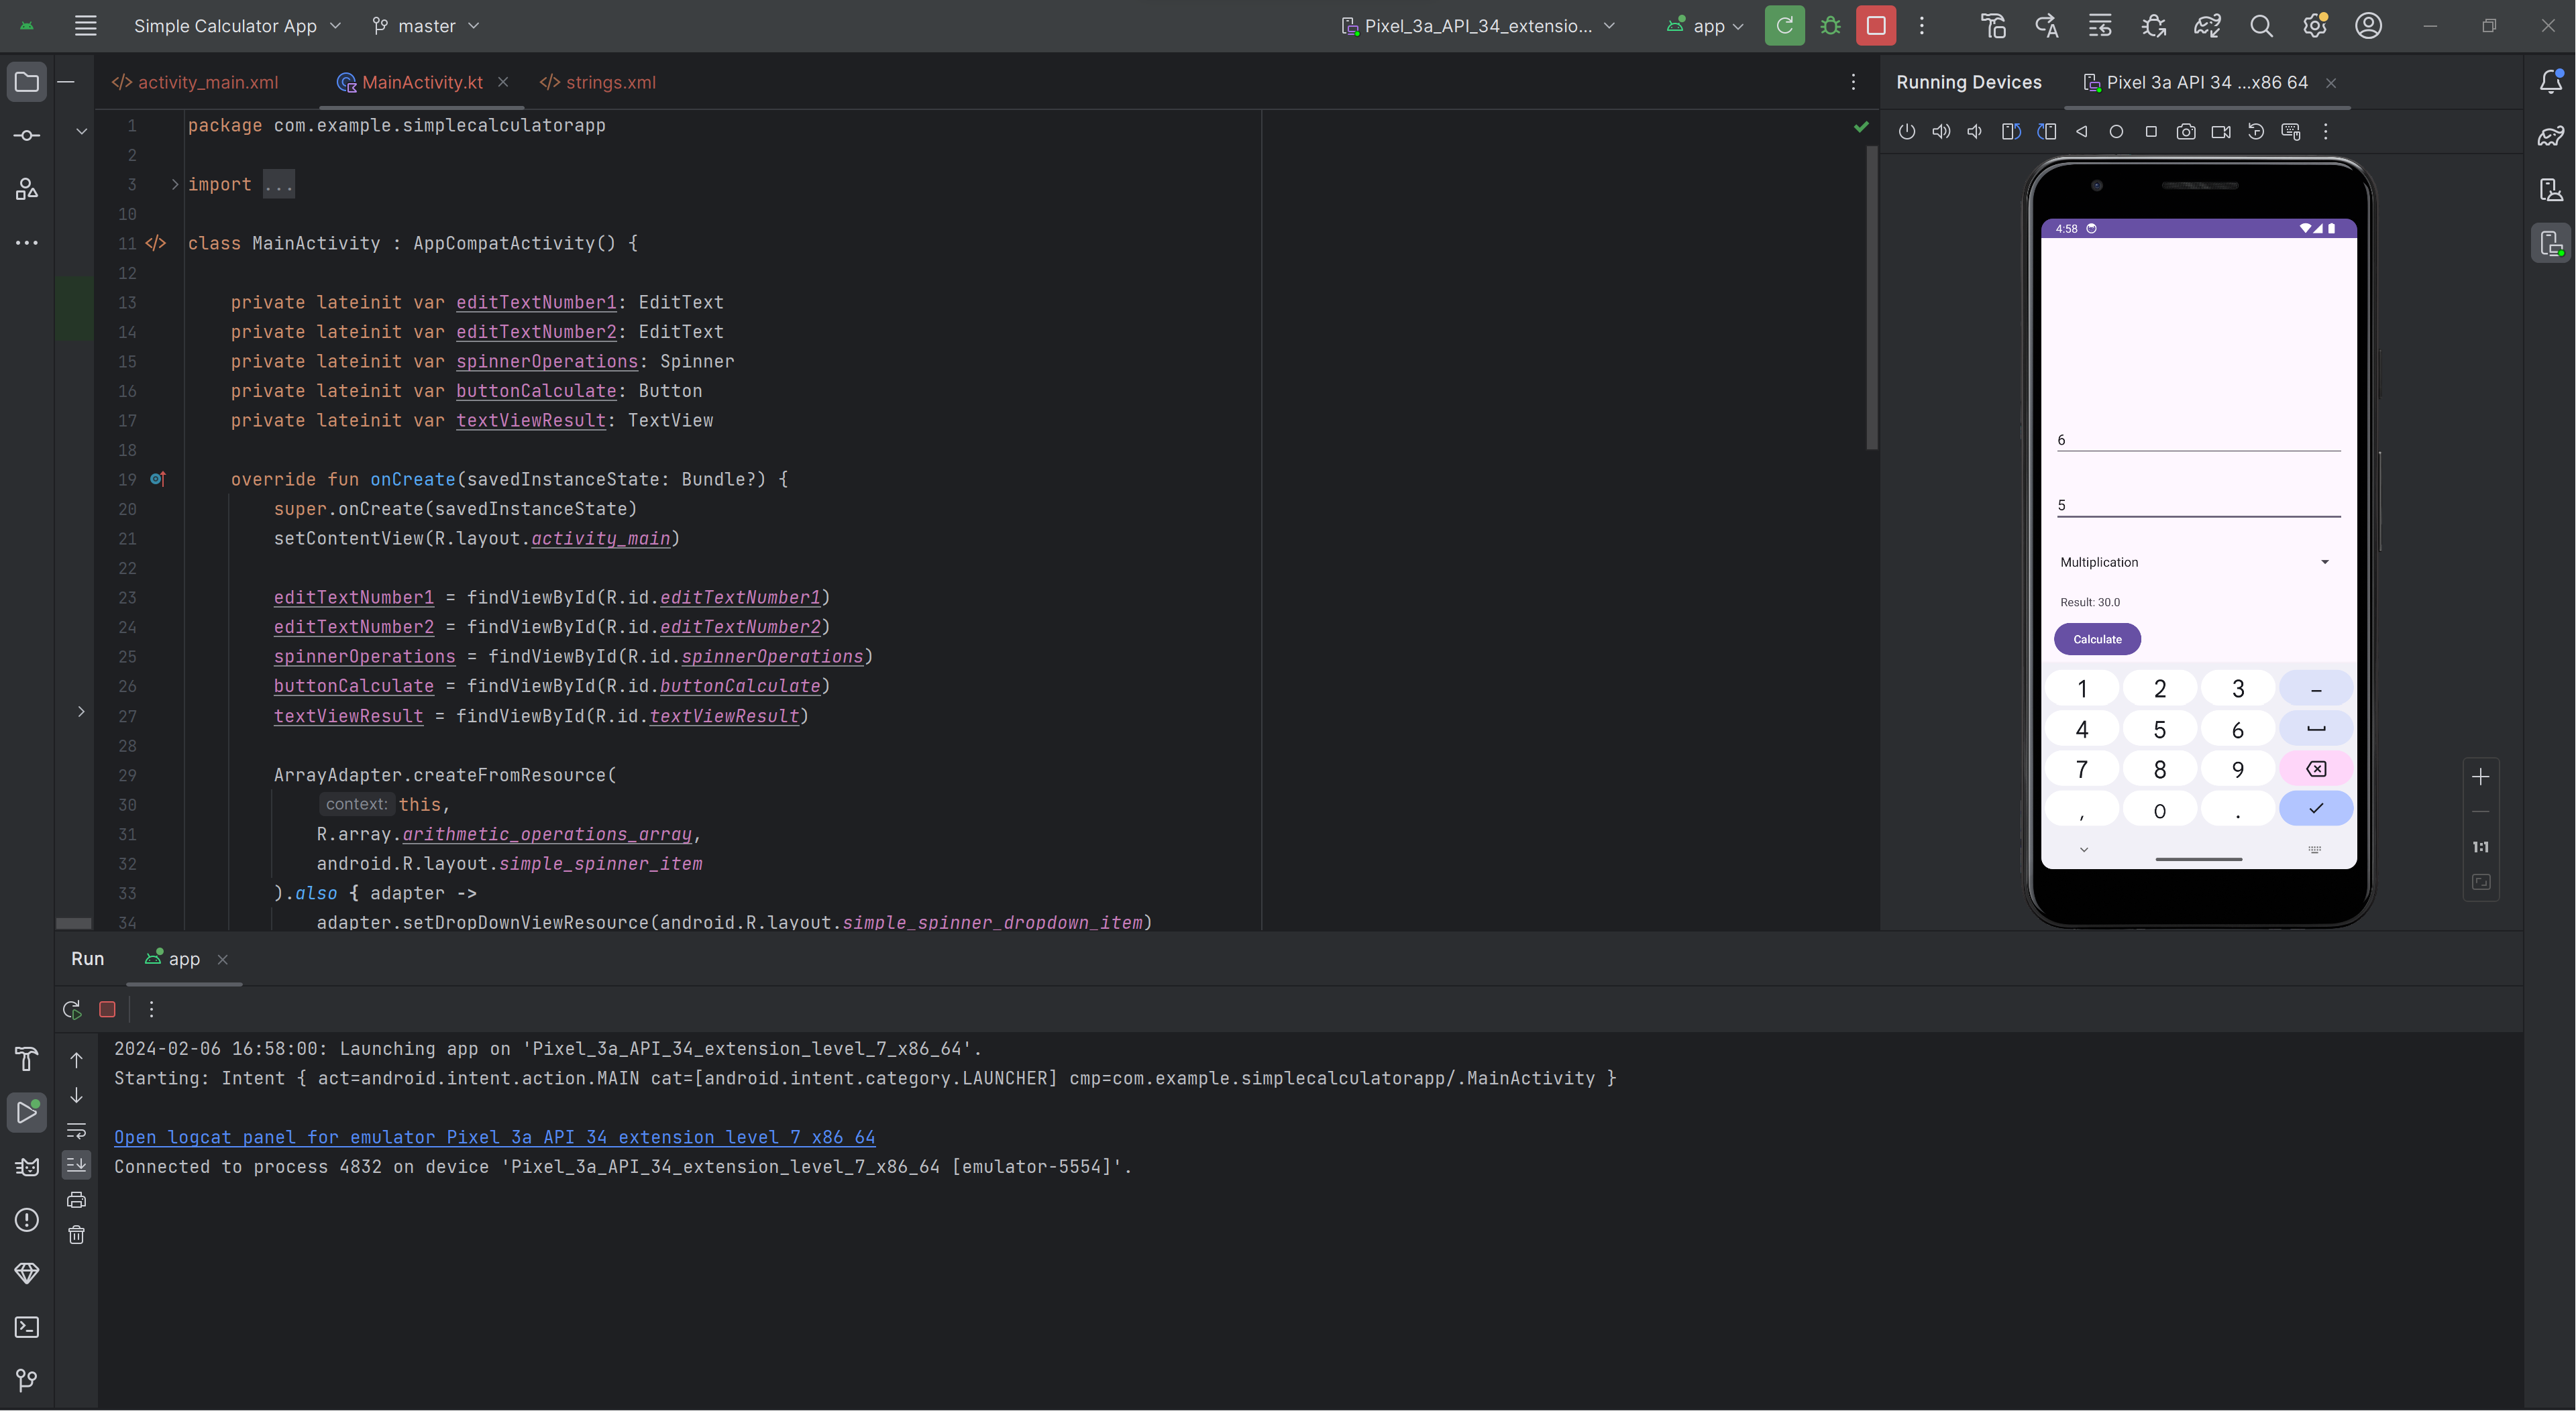 Simple Calculator App master Pixel_3a_API_34_extensio... app
activity_main.xml MainActivity.kt strings.xml
Running Devices Pixel 3a API 34 ...x86 64
1 package com.example.simplecalculatorapp
2
3 import ...
10
11 class MainActivity : AppCompatActivity() {
12
13 private lateinit var editTextNumber1: EditText
14 private lateinit var editTextNumber2: EditText
15 private lateinit var spinnerOperations: Spinner
16 private lateinit var buttonCalculate: Button
17 private lateinit var textViewResult: TextView
18
19 override fun onCreate(savedInstanceState: Bundle?) {
20 super.onCreate(savedInstanceState)
21 setContentView(R.layout.activity_main)
22
23 editTextNumber1 = findViewById(R.id.editTextNumber1)
24 editTextNumber2 = findViewById(R.id.editTextNumber2)
25 spinnerOperations = findViewById(R.id.spinnerOperations)
26 buttonCalculate = findViewById(R.id.buttonCalculate)
27 textViewResult = findViewById(R.id.textViewResult)
28
29 ArrayAdapter.createFromResource(
30 context: this,
31 R.array.arithmetic_operations_array,
32 android.R.layout.simple_spinner_item
33 ).also { adapter ->
34 adapter.setDropDownViewResource(android.R.layout.simple_spinner_dropdown_item)
4:58
6
5
Multiplication
Result: 30.0
Calculate
1 2 3 –
4 5 6
7 8 9
, 0 .
1:1
Run app
2024-02-06 16:58:00: Launching app on 'Pixel_3a_API_34_extension_level_7_x86_64'.
Starting: Intent { act=android.intent.action.MAIN cat=[android.intent.category.LAUNCHER] cmp=com.example.simplecalculatorapp/.MainActivity }
Open logcat panel for emulator Pixel 3a API 34 extension level 7 x86 64
Connected to process 4832 on device 'Pixel_3a_API_34_extension_level_7_x86_64 [emulator-5554]'.